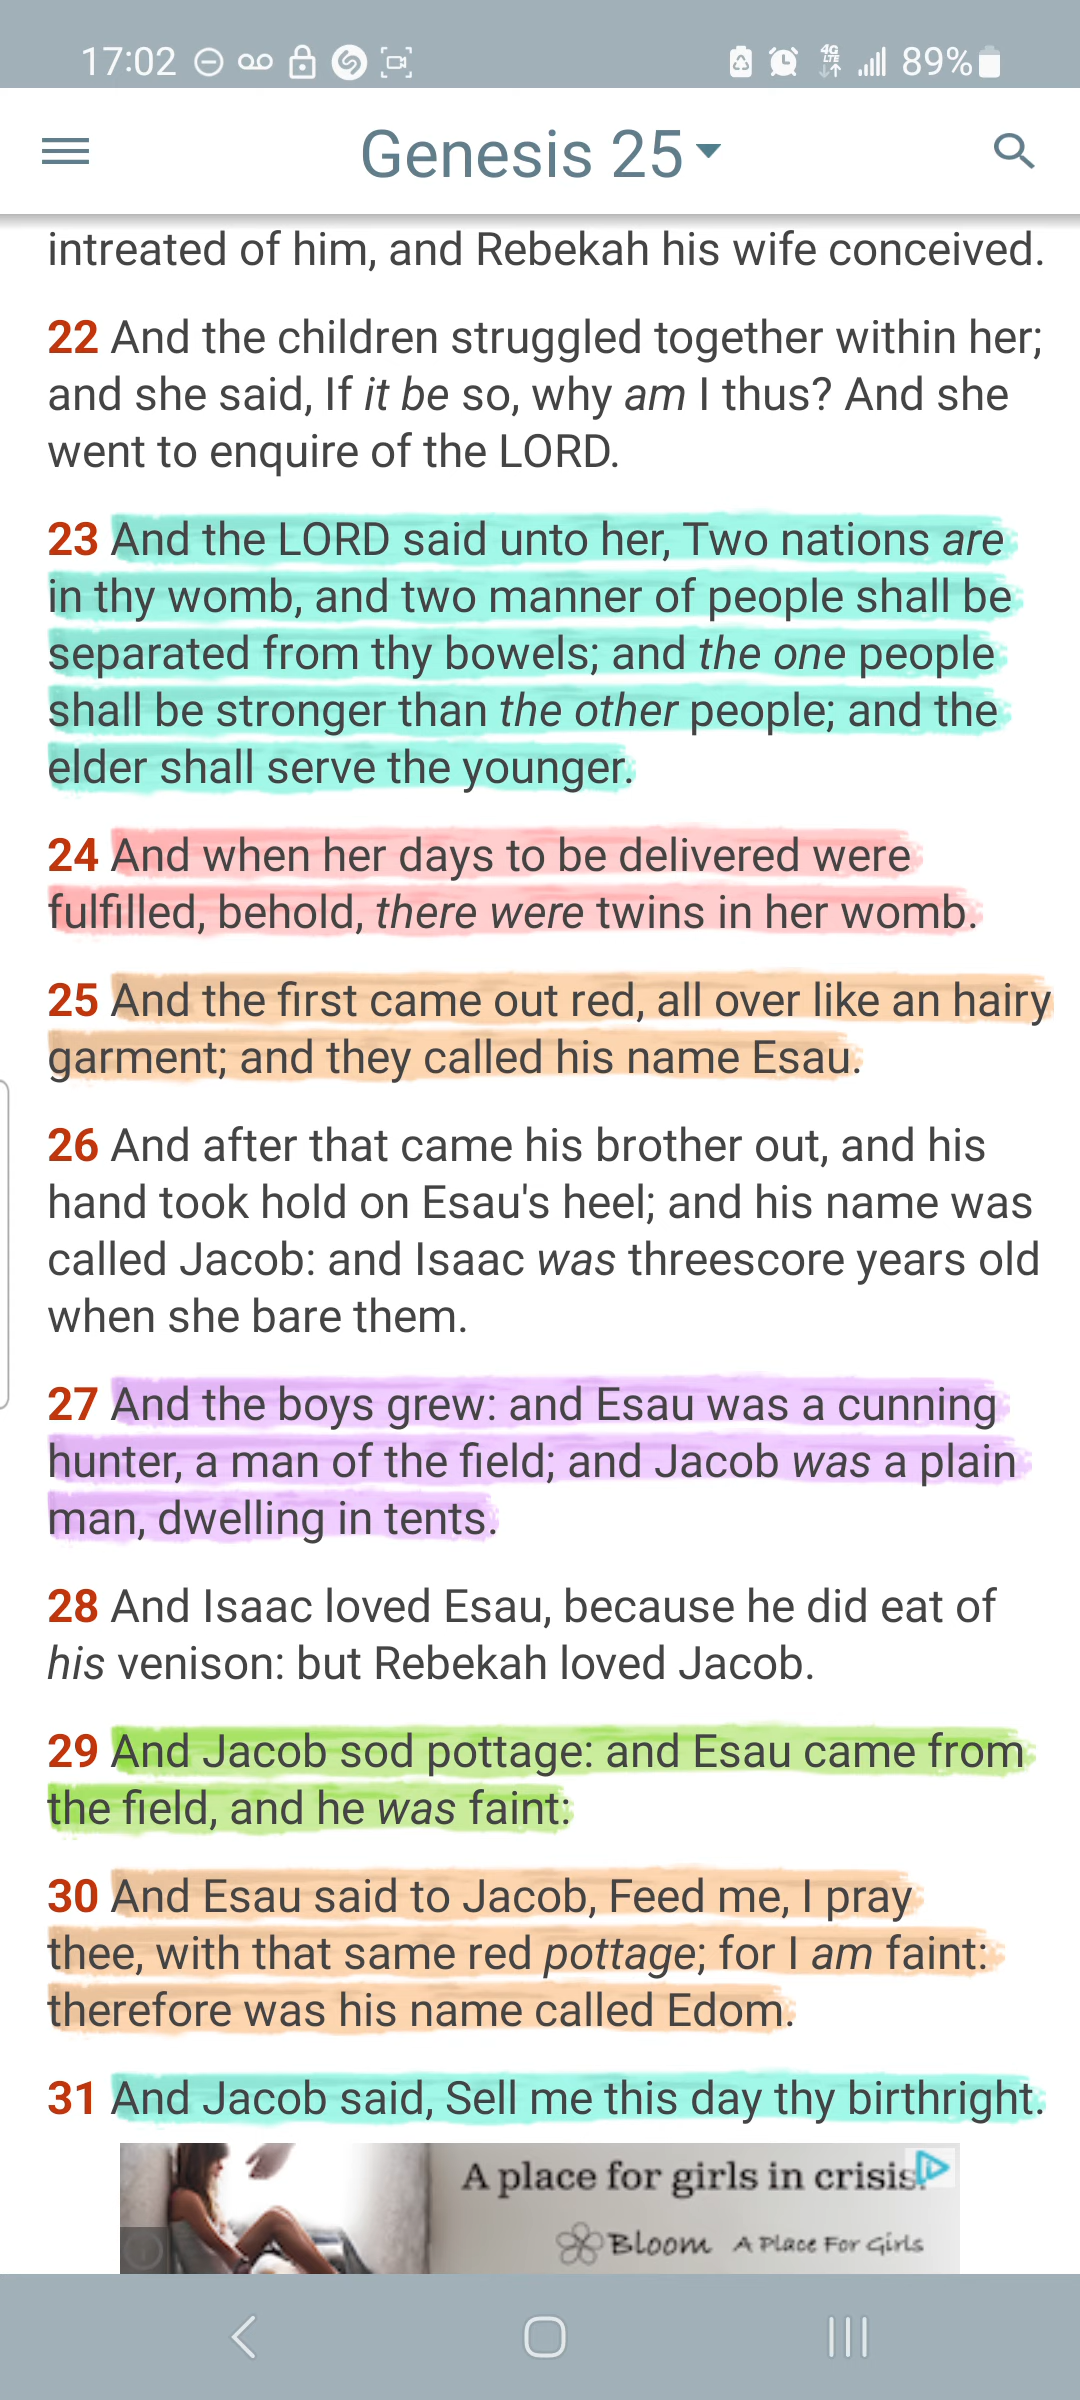 17:02
4G
LTE
89%
Genesis 25
intreated of him, and Rebekah his wife conceived.
22 And the children struggled together within her;
and she said, If it be so, why am I thus? And she
went to enquire of the LORD.
23 And the LORD said unto her, Two nations are
in thy womb, and two manner of people shall be
separated from thy bowels; and the one people
shall be stronger than the other people; and the
elder shall serve the younger.
24 And when her days to be delivered were
fulfilled, behold, there were twins in her womb.
25 And the first came out red, all over like an hairy
garment; and they called his name Esau.
26 And after that came his brother out, and his
hand took hold on Esau's heel; and his name was
called Jacob: and Isaac was threescore years old
when she bare them.
27 And the boys grew: and Esau was a cunning
hunter, a man of the field; and Jacob was a plain
man, dwelling in tents.
28 And Isaac loved Esau, because he did eat of
his venison: but Rebekah loved Jacob.
29 And Jacob sod pottage: and Esau came from
the field, and he was faint:
30 And Esau said to Jacob, Feed me, I pray
thee, with that same red pottage; for I am faint:
therefore was his name called Edom.
31 And Jacob said, Sell me this day thy birthright.
A place for girls in crisis.
Bloom A Place For Girls